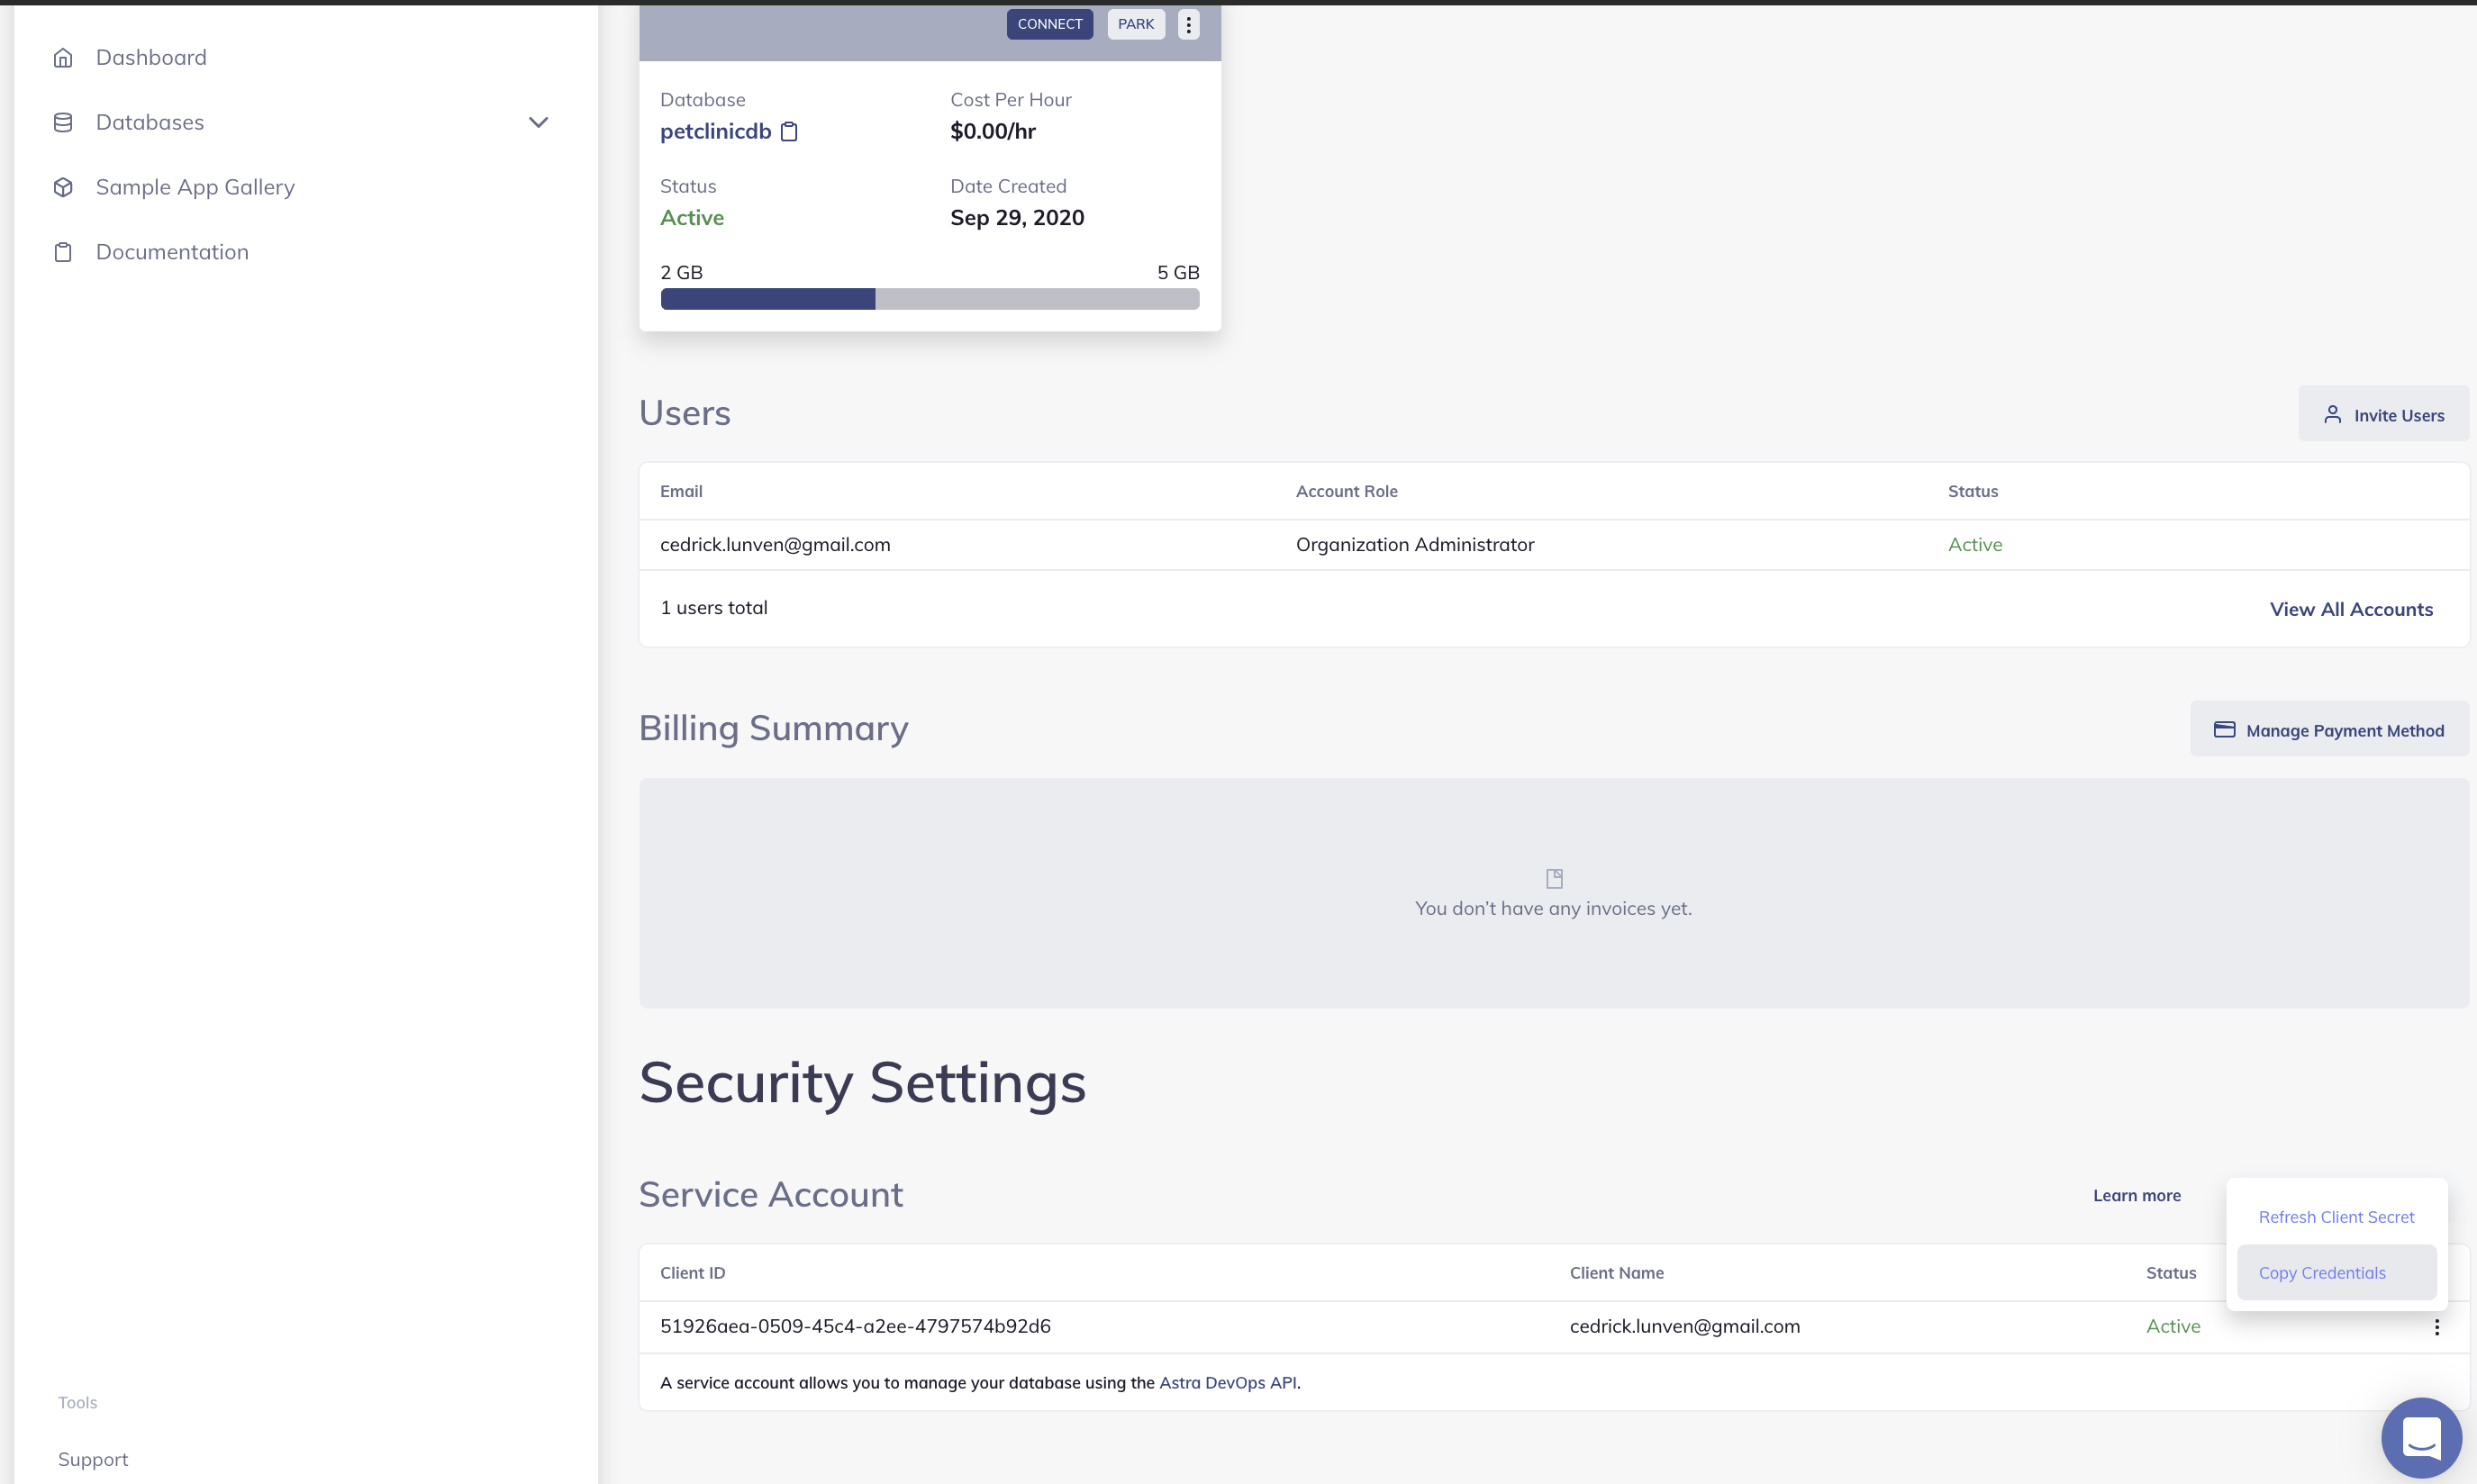 Dashboard
Databases
Sample App Gallery
Documentation
Tools
Support
CONNECT
PARK
Database
Cost Per Hour
petclinicdb
$0.00/hr
Status
Date Created
Active
Sep 29, 2020
2 GB
5 GB
Users
Invite Users
Email
Account Role
Status
cedrick.lunven@gmail.com
Organization Administrator
Active
1 users total
View All Accounts
Billing Summary
Manage Payment Method
You don’t have any invoices yet.
Security Settings
Service Account
Learn more
Refresh Client Secret
Copy Credentials
Client ID
Client Name
Status
51926aea-0509-45c4-a2ee-4797574b92d6
cedrick.lunven@gmail.com
Active
A service account allows you to manage your database using the Astra DevOps API.